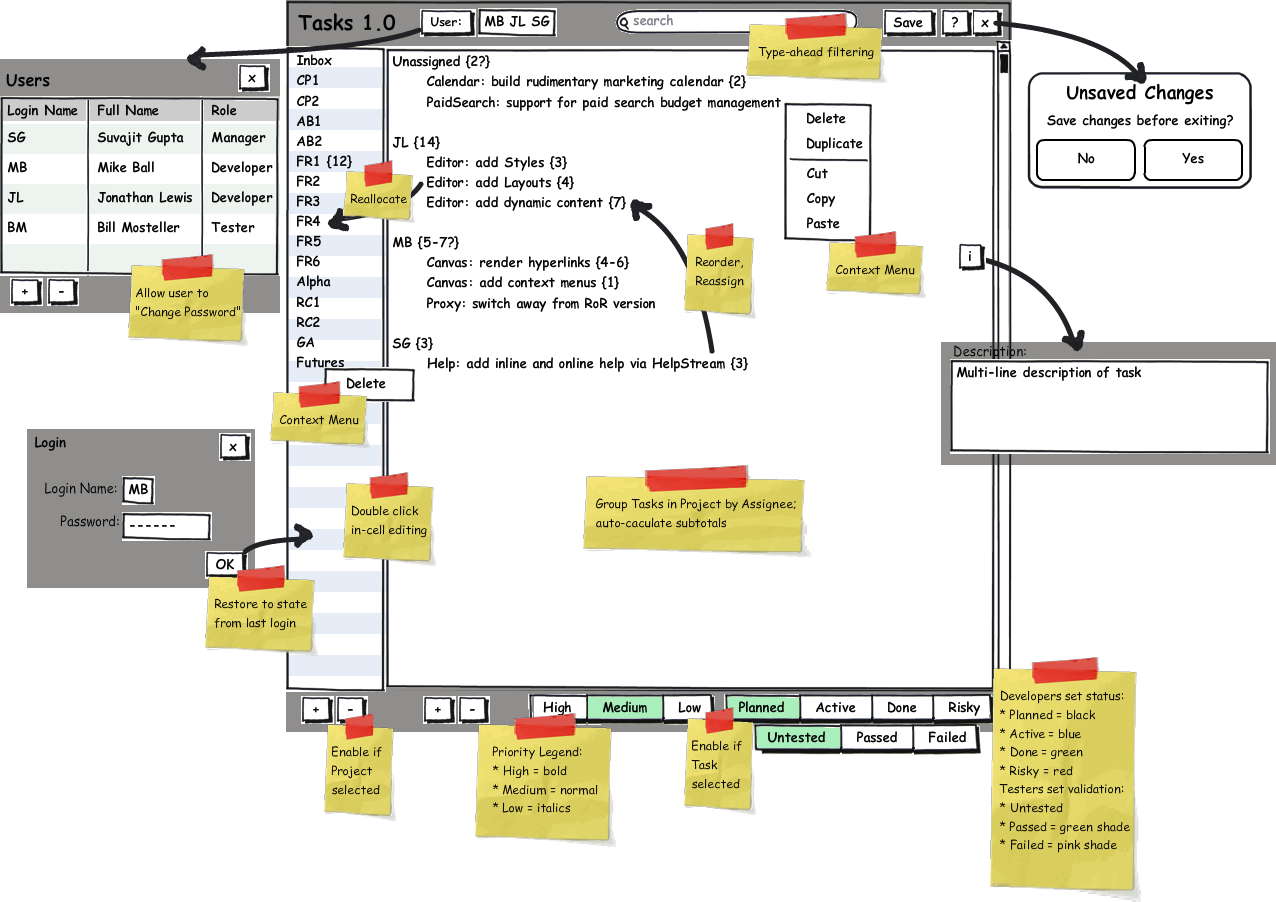 Tasks 1.0
User:
MB JL SG
search
Save
?
x
Type-ahead filtering
Users
x
Login Name Full Name Role
SG Suvajit Gupta Manager
MB Mike Ball Developer
JL Jonathan Lewis Developer
BM Bill Mosteller Tester
+
-
Allow user to
"Change Password"
Inbox
CP1
CP2
AB1
AB2
FR1 {12}
FR2
FR3
FR4
FR5
FR6
Alpha
RC1
RC2
GA
Futures
Delete
Context Menu
Reallocate
Unassigned {2?}
Calendar: build rudimentary marketing calendar {2}
PaidSearch: support for paid search budget management
JL {14}
Editor: add Styles {3}
Editor: add Layouts {4}
Editor: add dynamic content {7}
MB {5-7?}
Canvas: render hyperlinks {4-6}
Canvas: add context menus {1}
Proxy: switch away from RoR version
SG {3}
Help: add inline and online help via HelpStream {3}
Reorder,
Reassign
Delete
Duplicate
Cut
Copy
Paste
Context Menu
Unsaved Changes
Save changes before exiting?
No
Yes
i
Description:
Multi-line description of task
Login
x
Login Name: MB
Password: ------
OK
Restore to state
from last login
Double click
in-cell editing
Group Tasks in Project by Assignee;
auto-caculate subtotals
+
-
+
-
High Medium Low
Planned Active Done Risky
Untested Passed Failed
Enable if
Project
selected
Priority Legend:
* High = bold
* Medium = normal
* Low = italics
Enable if
Task
selected
Developers set status:
* Planned = black
* Active = blue
* Done = green
* Risky = red
Testers set validation:
* Untested
* Passed = green shade
* Failed = pink shade